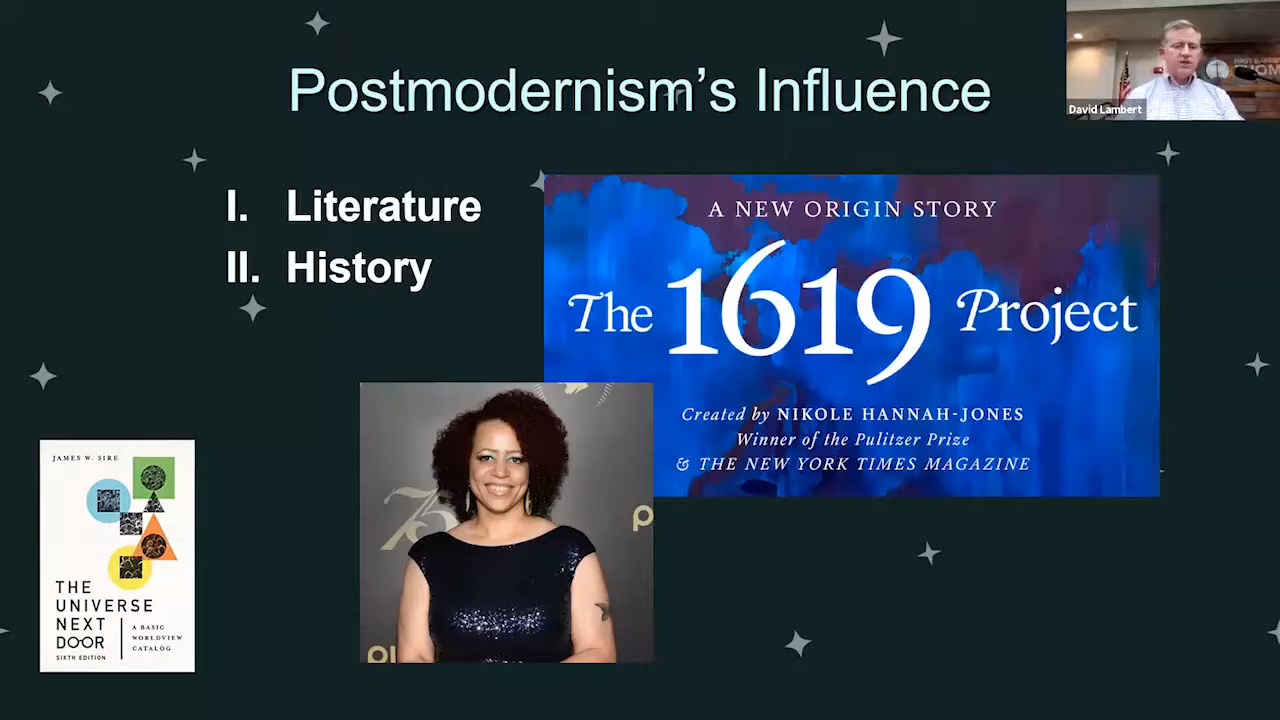 Postmodernism's Influence
David Lambert
I. Literature
II. History
A NEW ORIGIN STORY
The 1619 Project
Created by NIKOLE HANNAH-JONES
Winner of the Pulitzer Prize
& THE NEW YORK TIMES MAGAZINE
75
JAMES W. SIRE
THE
UNIVERSE
NEXT
DOOR
SIXTH EDITION
A BASIC
WORLDVIEW
CATALOG